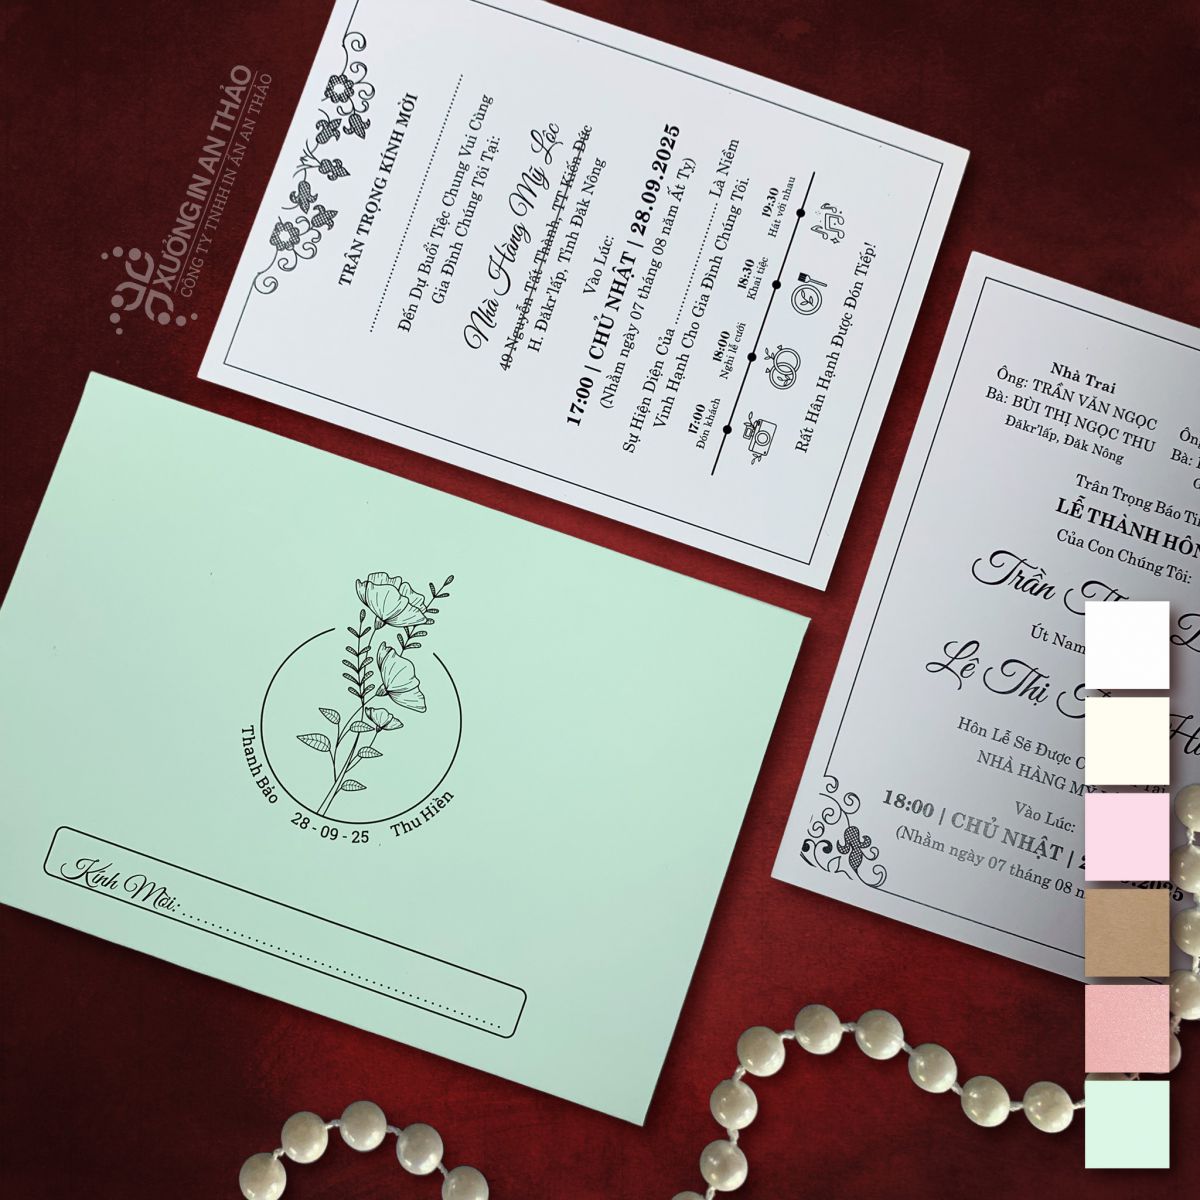 XƯỞNG IN AN THẢO
CÔNG TY TNHH IN ẤN AN THẢO
TRÂN TRỌNG KÍNH MỜI
Đến Dự Buổi Tiệc Chung Vui Cùng
Gia Đình Chúng Tôi Tại:
Nhà Hàng Mỹ Lộc
49 Nguyễn Tất Thành, TT Kiến Đức
H. Đăkr'lấp, Tỉnh Đăk Nông
Vào Lúc:
17:00 | CHỦ NHẬT | 28.09.2025
(Nhằm ngày 07 tháng 08 năm Ất Tỵ)
Sự Hiện Diện Của .................... Là Niềm
Vinh Hạnh Cho Gia Đình Chúng Tôi.
17:00
Đón khách
18:00
Nghi lễ cưới
18:30
Khai tiệc
19:30
Hát với nhau
Rất Hân Hạnh Được Đón Tiếp!
Thanh Bảo
28 - 09 - 25
Thu Hiền
Kính Mời:
Nhà Trai
Ông: TRẦN VĂN NGỌC
Bà: BÙI THỊ NGỌC THU
Đăkr'lấp, Đăk Nông
Ông
Bà:
Trân Trọng Báo Ti
LỄ THÀNH HÔN
Của Con Chúng Tôi:
Trần
Út Nam
Lê Thị
Hôn Lễ Sẽ Được
NHÀ HÀNG MỸ
Vào Lúc:
18:00 | CHỦ NHẬT |
(Nhằm ngày 07 tháng 08